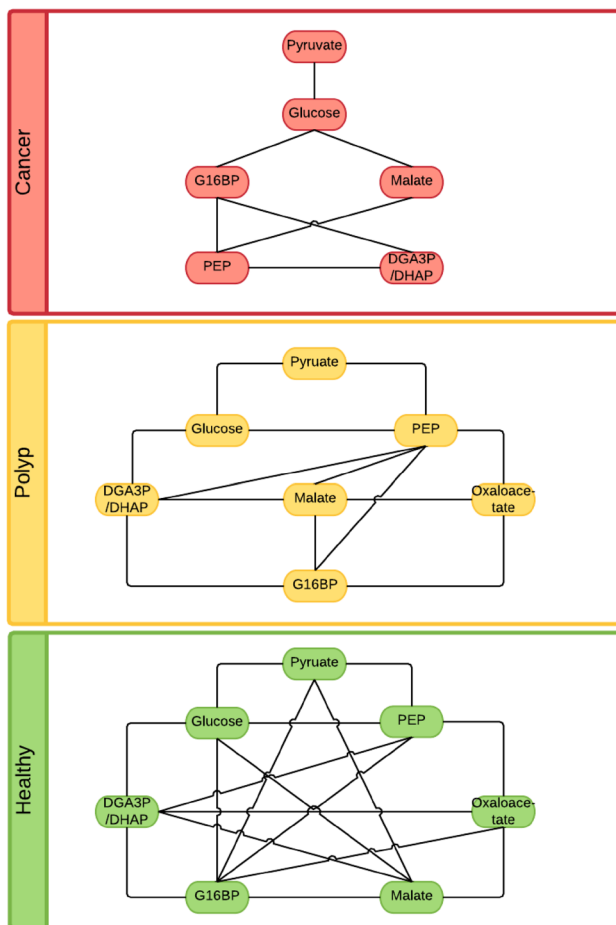 Cancer
Pyruvate
Glucose
G16BP
Malate
PEP
DGA3P
/DHAP
Polyp
Pyruate
Glucose
PEP
DGA3P
/DHAP
Malate
Oxaloace-
tate
G16BP
Healthy
Pyruate
Glucose
PEP
DGA3P
/DHAP
Oxaloace-
tate
G16BP
Malate